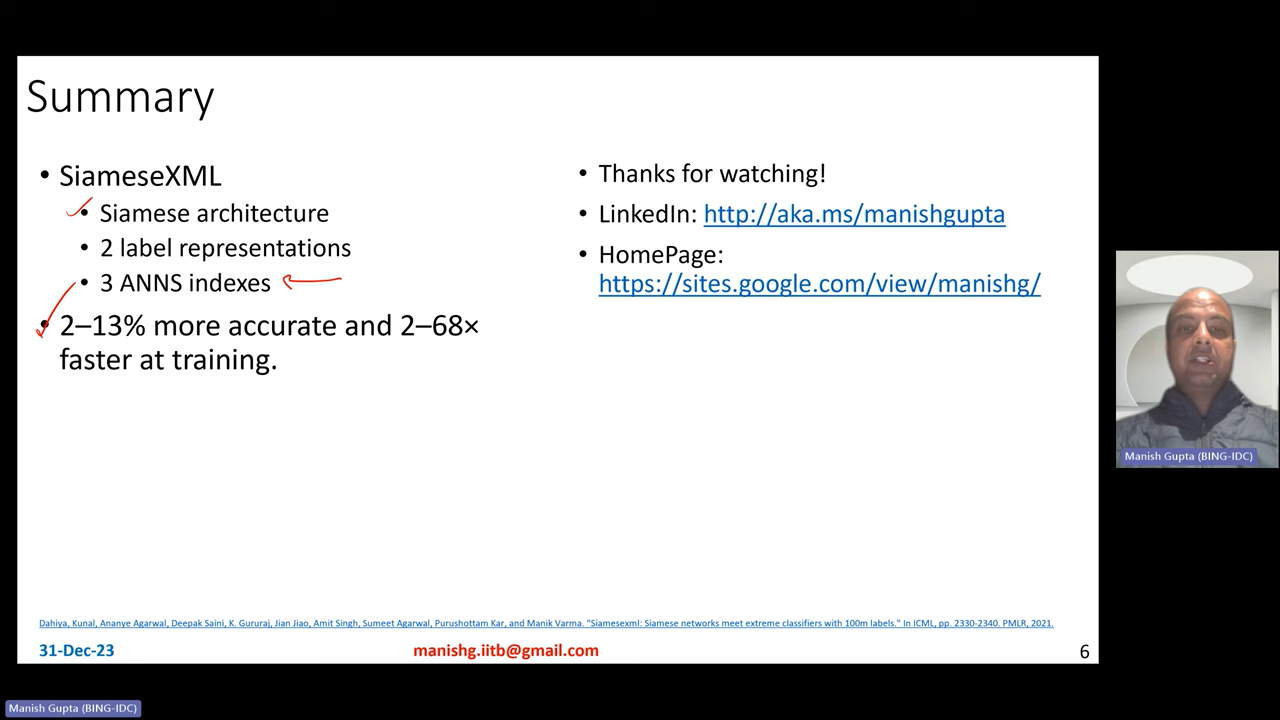 Summary
• SiameseXML
• Siamese architecture
• 2 label representations
• 3 ANNS indexes
• 2–13% more accurate and 2–68×
faster at training.
• Thanks for watching!
• LinkedIn: http://aka.ms/manishgupta
• HomePage:
https://sites.google.com/view/manishg/
Manish Gupta (BING-IDC)
Dahiya, Kunal, Ananye Agarwal, Deepak Saini, K. Gururaj, Jian Jiao, Amit Singh, Sumeet Agarwal, Purushottam Kar, and Manik Varma. "Siamesexml: Siamese networks meet extreme classifiers with 100m labels." In ICML, pp. 2330-2340. PMLR, 2021.
31-Dec-23 manishg.iitb@gmail.com 6
Manish Gupta (BING-IDC)